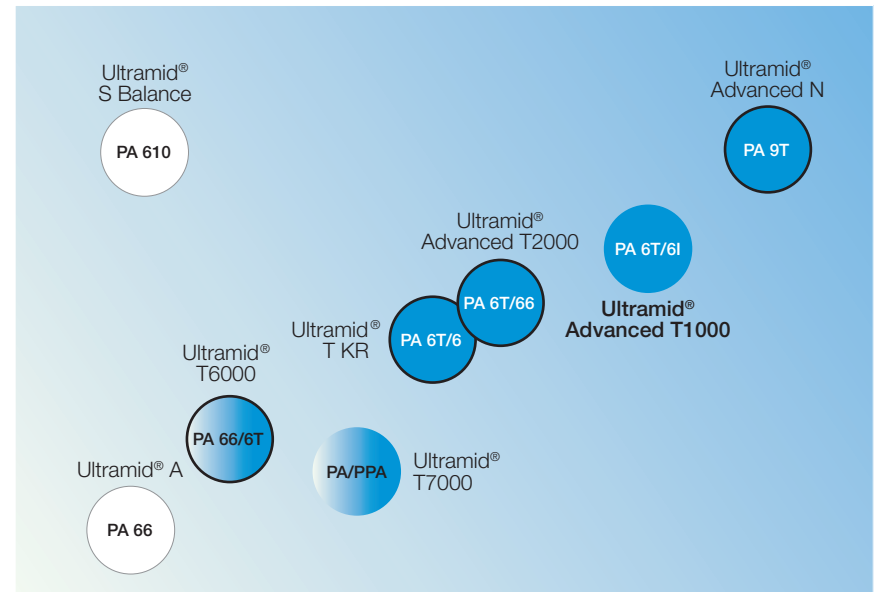 Ultramid®
S Balance
PA 610
Ultramid®
Advanced N
PA 9T
Ultramid®
Advanced T2000
PA 6T/66
PA 6T/6I
Ultramid®
Advanced T1000
Ultramid®
T KR
PA 6T/6
Ultramid®
T6000
PA 66/6T
Ultramid® A
PA 66
PA/PPA
Ultramid®
T7000